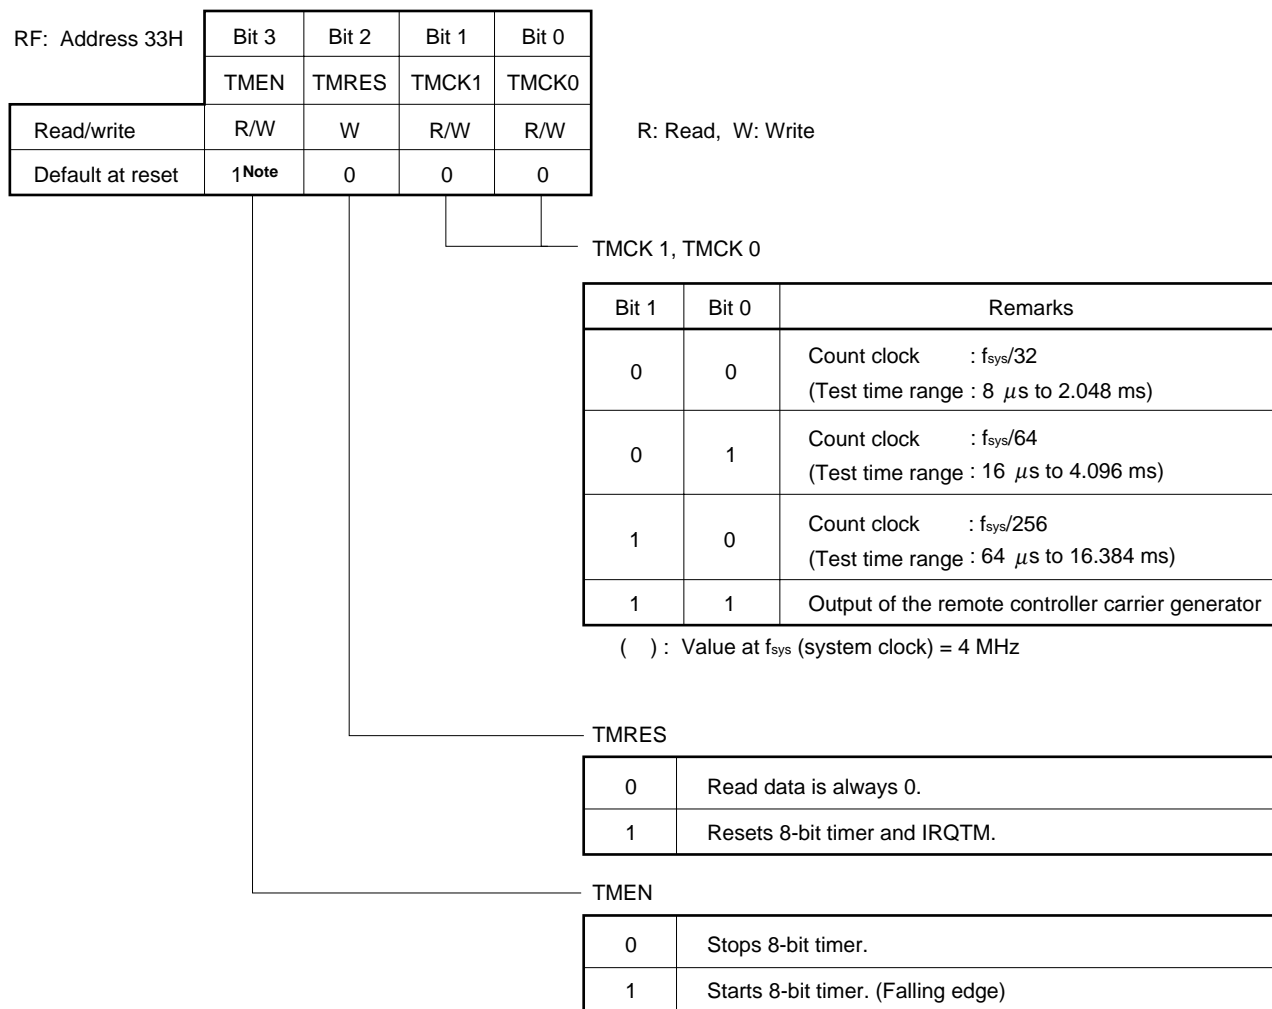 RF: Address 33H Bit 3 Bit 2 Bit 1 Bit 0
TMEN TMRES TMCK1 TMCK0
Read/write R/W W R/W R/W R: Read, W: Write
Default at reset 1Note 0 0 0
TMCK 1, TMCK 0
Bit 1 Bit 0 Remarks
0 0 Count clock : fsys/32
(Test time range : 8 μs to 2.048 ms)
0 1 Count clock : fsys/64
(Test time range : 16 μs to 4.096 ms)
1 0 Count clock : fsys/256
(Test time range : 64 μs to 16.384 ms)
1 1 Output of the remote controller carrier generator
( ) : Value at fsys (system clock) = 4 MHz
TMRES
0 Read data is always 0.
1 Resets 8-bit timer and IRQTM.
TMEN
0 Stops 8-bit timer.
1 Starts 8-bit timer. (Falling edge)